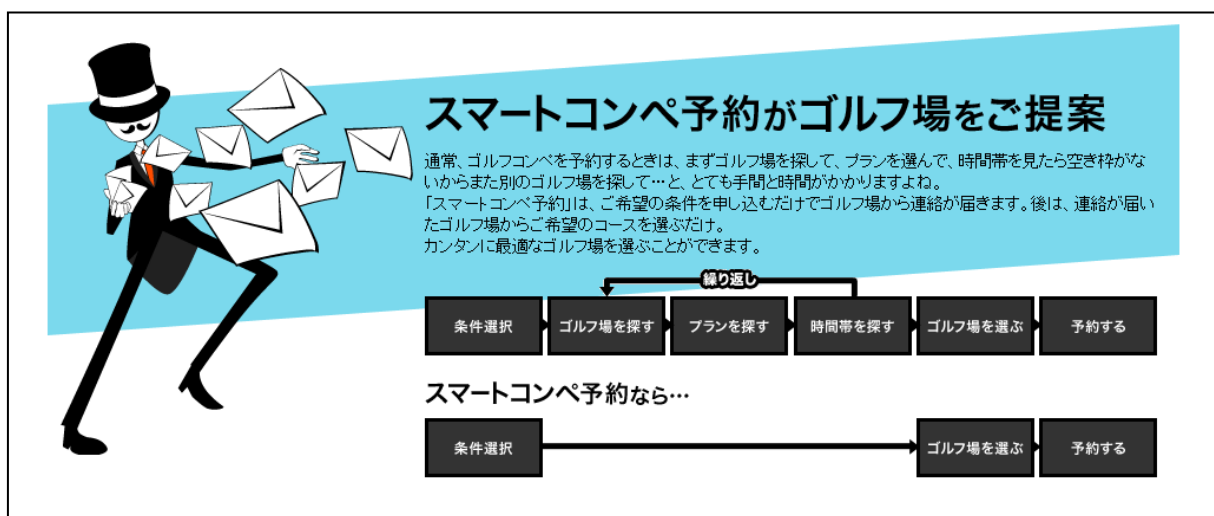 スマートコンペ予約がゴルフ場をご提案
通常、ゴルフコンペを予約するときは、まずゴルフ場を探して、プランを選んで、時間帯を見たら空き枠がな
いからまた別のゴルフ場を探して…と、とても手間と時間がかかりますよね。
「スマートコンペ予約」は、ご希望の条件を申し込むだけでゴルフ場から連絡が届きます。後は、連絡が届い
たゴルフ場からご希望のコースを選ぶだけ。
カンタンに最適なゴルフ場を選ぶことができます。
繰り返し
条件選択 ゴルフ場を探す プランを探す 時間帯を探す ゴルフ場を選ぶ 予約する
スマートコンペ予約なら…
条件選択 ゴルフ場を選ぶ 予約する